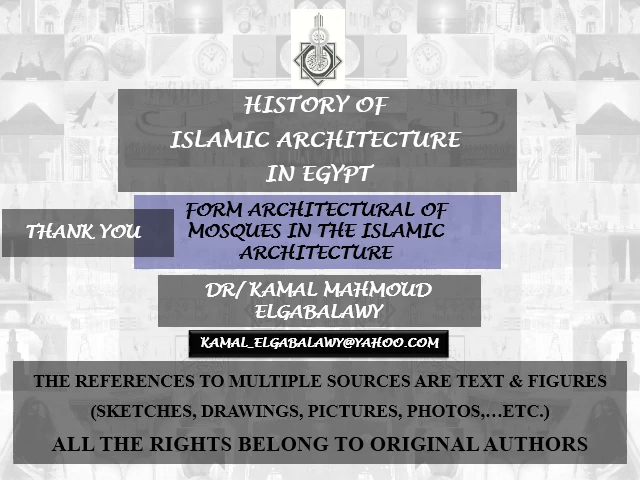 HISTORY OF
ISLAMIC ARCHITECTURE
IN EGYPT
FORM ARCHITECTURAL OF
MOSQUES IN THE ISLAMIC
ARCHITECTURE
THANK YOU
DR/ KAMAL MAHMOUD
ELGABALAWY
KAMAL_ELGABALAWY@YAHOO.COM
THE REFERENCES TO MULTIPLE SOURCES ARE TEXT & FIGURES
(SKETCHES, DRAWINGS, PICTURES, PHOTOS,…ETC.)
ALL THE RIGHTS BELONG TO ORIGINAL AUTHORS